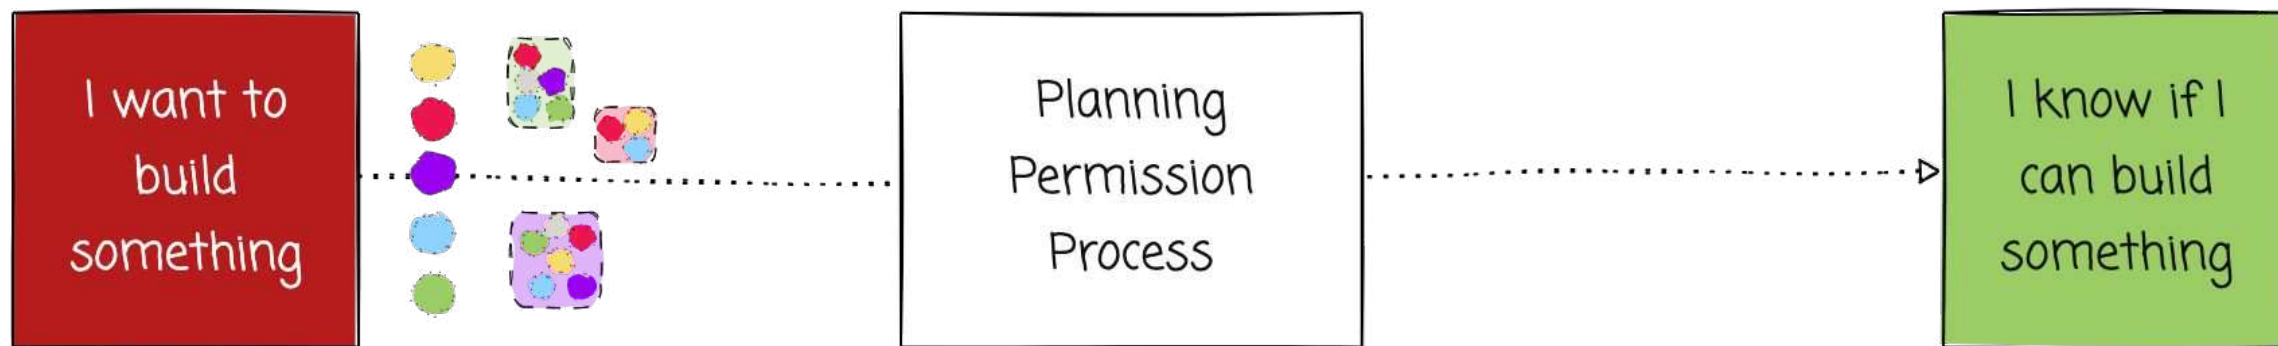 I want to
build
something
Planning
Permission
Process
I know if I
can build
something